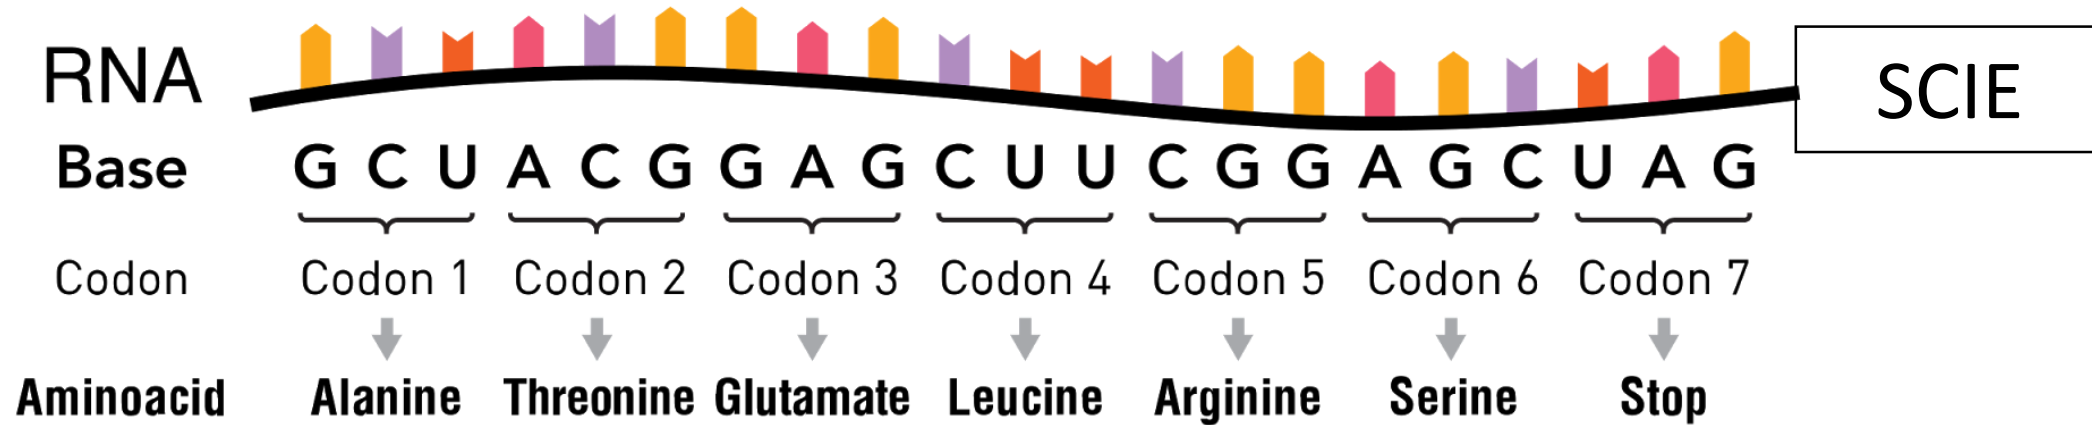 RNA
SCIE
Base G C U A C G G A G C U U C G G A G C U A G
Codon Codon 1 Codon 2 Codon 3 Codon 4 Codon 5 Codon 6 Codon 7
Aminoacid Alanine Threonine Glutamate Leucine Arginine Serine Stop